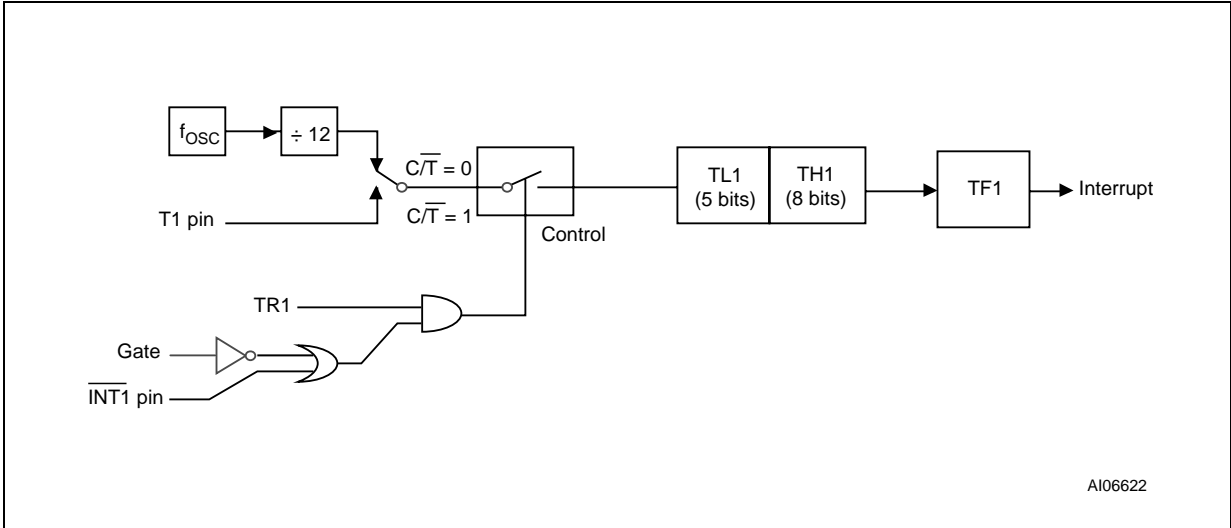 fOSC
÷ 12
C/T̅ = 0
C/T̅ = 1
T1 pin
Control
TL1
(5 bits)
TH1
(8 bits)
TF1
Interrupt
TR1
Gate
I̅N̅T̅1̅ pin
AI06622